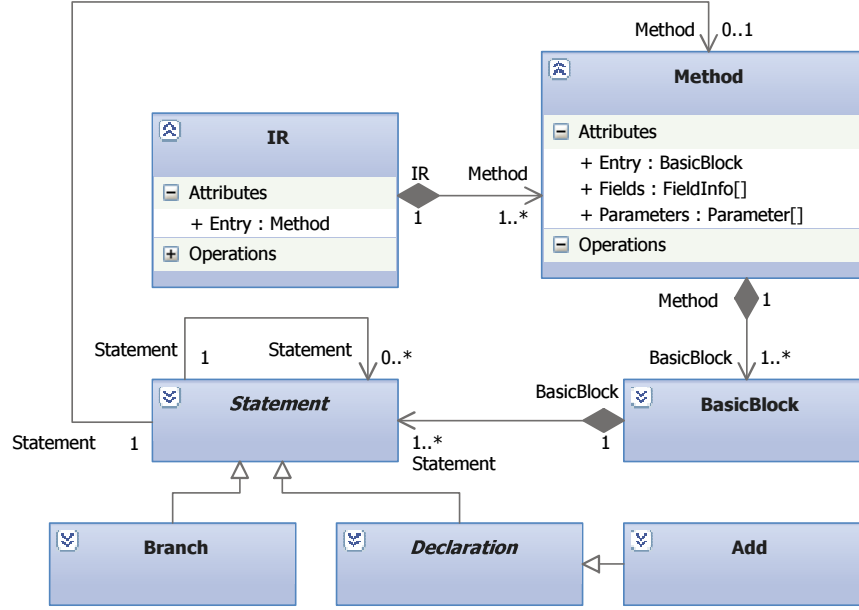 Method 0..1
Method
Attributes
+ Entry : BasicBlock
+ Fields : FieldInfo[]
+ Parameters : Parameter[]
Operations
IR
Attributes
+ Entry : Method
Operations
IR Method
1 1..*
Method 1
BasicBlock 1..*
Statement 1 Statement 0..*
Statement
BasicBlock
BasicBlock
1..* 1
Statement
Statement 1
Branch
Declaration
Add